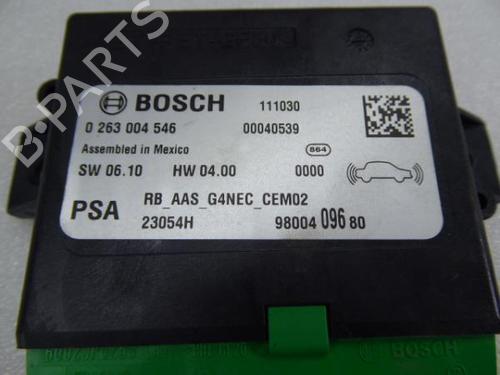 BOSCH 111030
0 263 004 546 00040539
Assembled in Mexico 864
SW 06.10 HW 04.00 0000
PSA RB_AAS_G4NEC_CEM02
23054H 98004 096 80
BOSCH